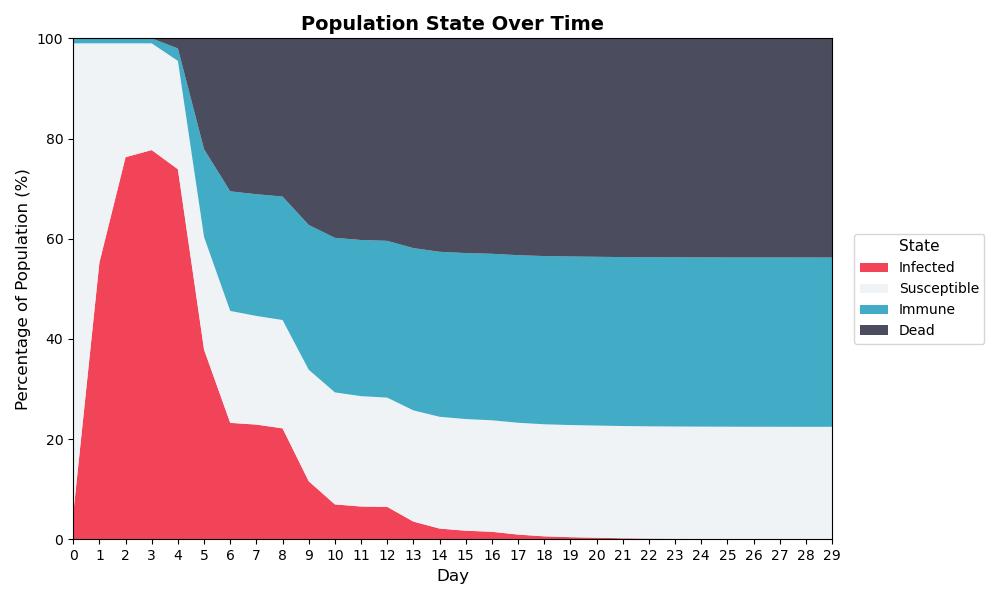 Population State Over Time
Percentage of Population (%)
100
80
60
40
20
0
0 1 2 3 4 5 6 7 8 9 10 11 12 13 14 15 16 17 18 19 20 21 22 23 24 25 26 27 28 29
Day
State
Infected
Susceptible
Immune
Dead